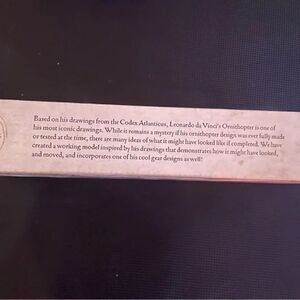 Based on his drawings from the Codex Atlanticus, Leonardo da Vinci's Ornithopter is one of
his most iconic drawings. While it remains a mystery if his ornithopter design was ever fully made
or tested at the time, there are many ideas of what it might have looked like if completed. We have
created a working model inspired by his drawings that demonstrates how it might have looked,
and moved, and incorporates one of his cool gear designs as well!